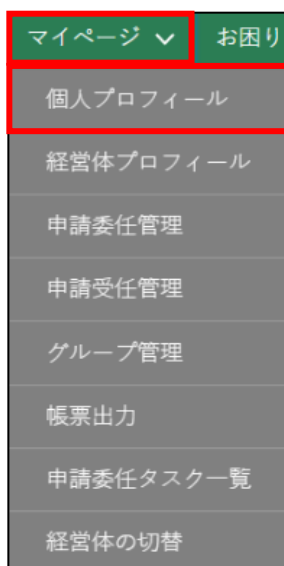 マイページ お困り
個人プロフィール
経営体プロフィール
申請委任管理
申請受任管理
グループ管理
帳票出力
申請委任タスク一覧
経営体の切替